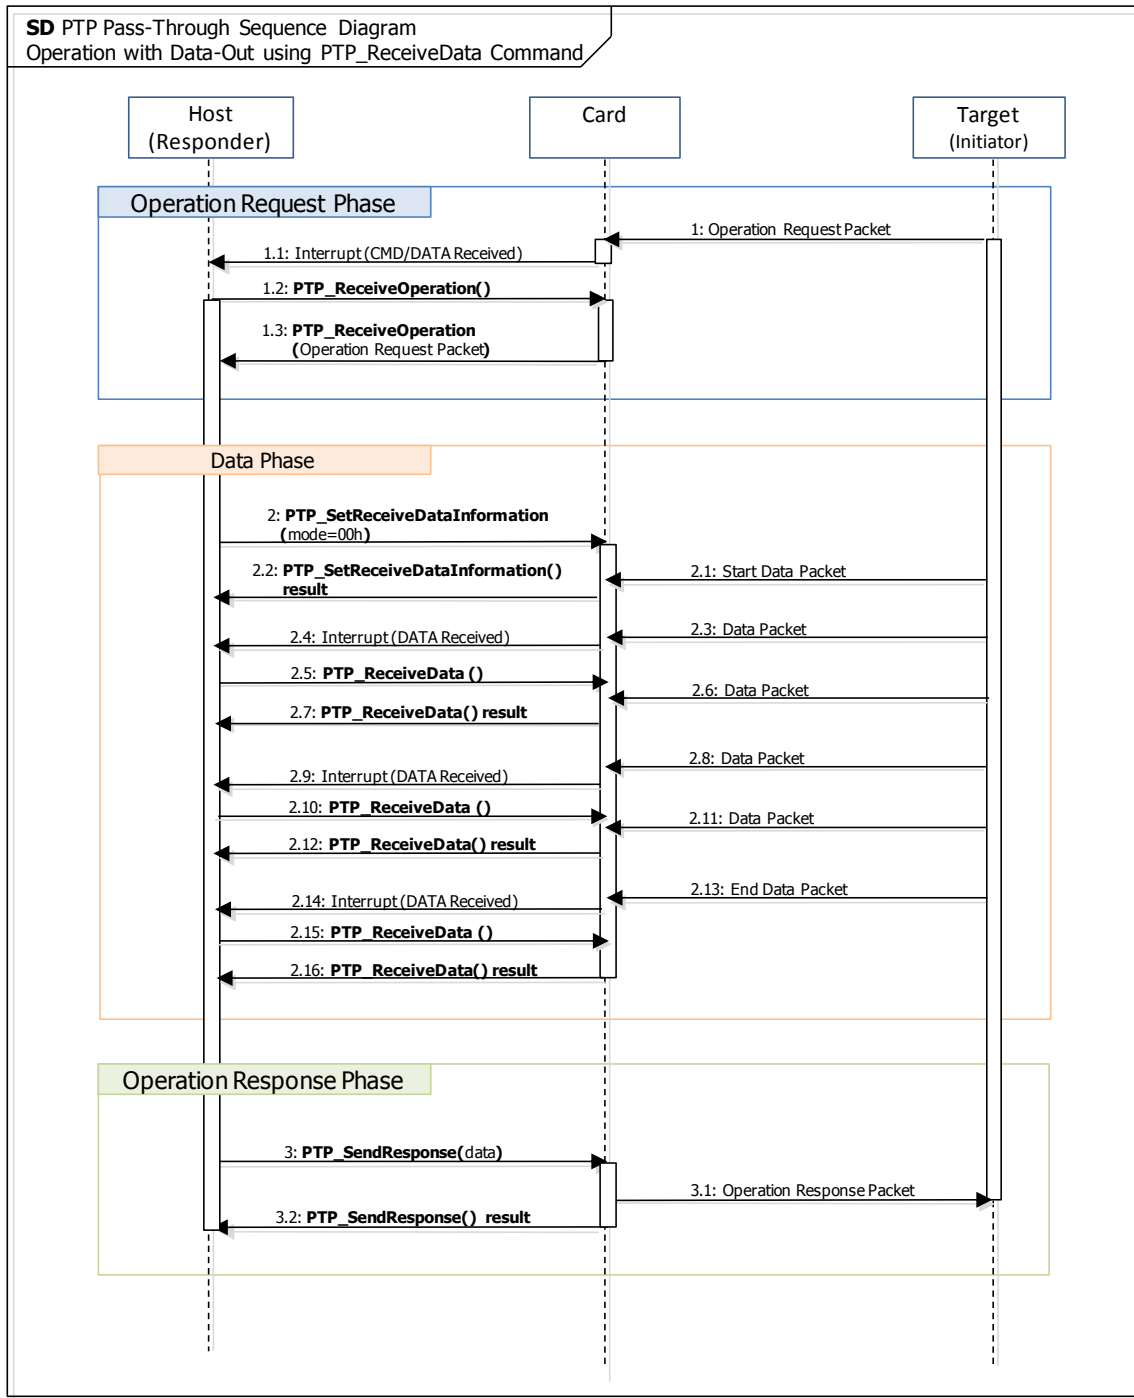 SD PTP Pass-Through Sequence Diagram
Operation with Data-Out using PTP_ReceiveData Command
Host
(Responder)
Card
Target
(Initiator)
Operation Request Phase
1: Operation Request Packet
1.1: Interrupt (CMD/DATA Received)
1.2: PTP_ReceiveOperation()
1.3: PTP_ReceiveOperation
(Operation Request Packet)
Data Phase
2: PTP_SetReceiveDataInformation
(mode=00h)
2.1: Start Data Packet
2.2: PTP_SetReceiveDataInformation()
result
2.3: Data Packet
2.4: Interrupt (DATA Received)
2.5: PTP_ReceiveData ()
2.6: Data Packet
2.7: PTP_ReceiveData() result
2.8: Data Packet
2.9: Interrupt (DATA Received)
2.10: PTP_ReceiveData ()
2.11: Data Packet
2.12: PTP_ReceiveData() result
2.13: End Data Packet
2.14: Interrupt (DATA Received)
2.15: PTP_ReceiveData ()
2.16: PTP_ReceiveData() result
Operation Response Phase
3: PTP_SendResponse(data)
3.1: Operation Response Packet
3.2: PTP_SendResponse() result